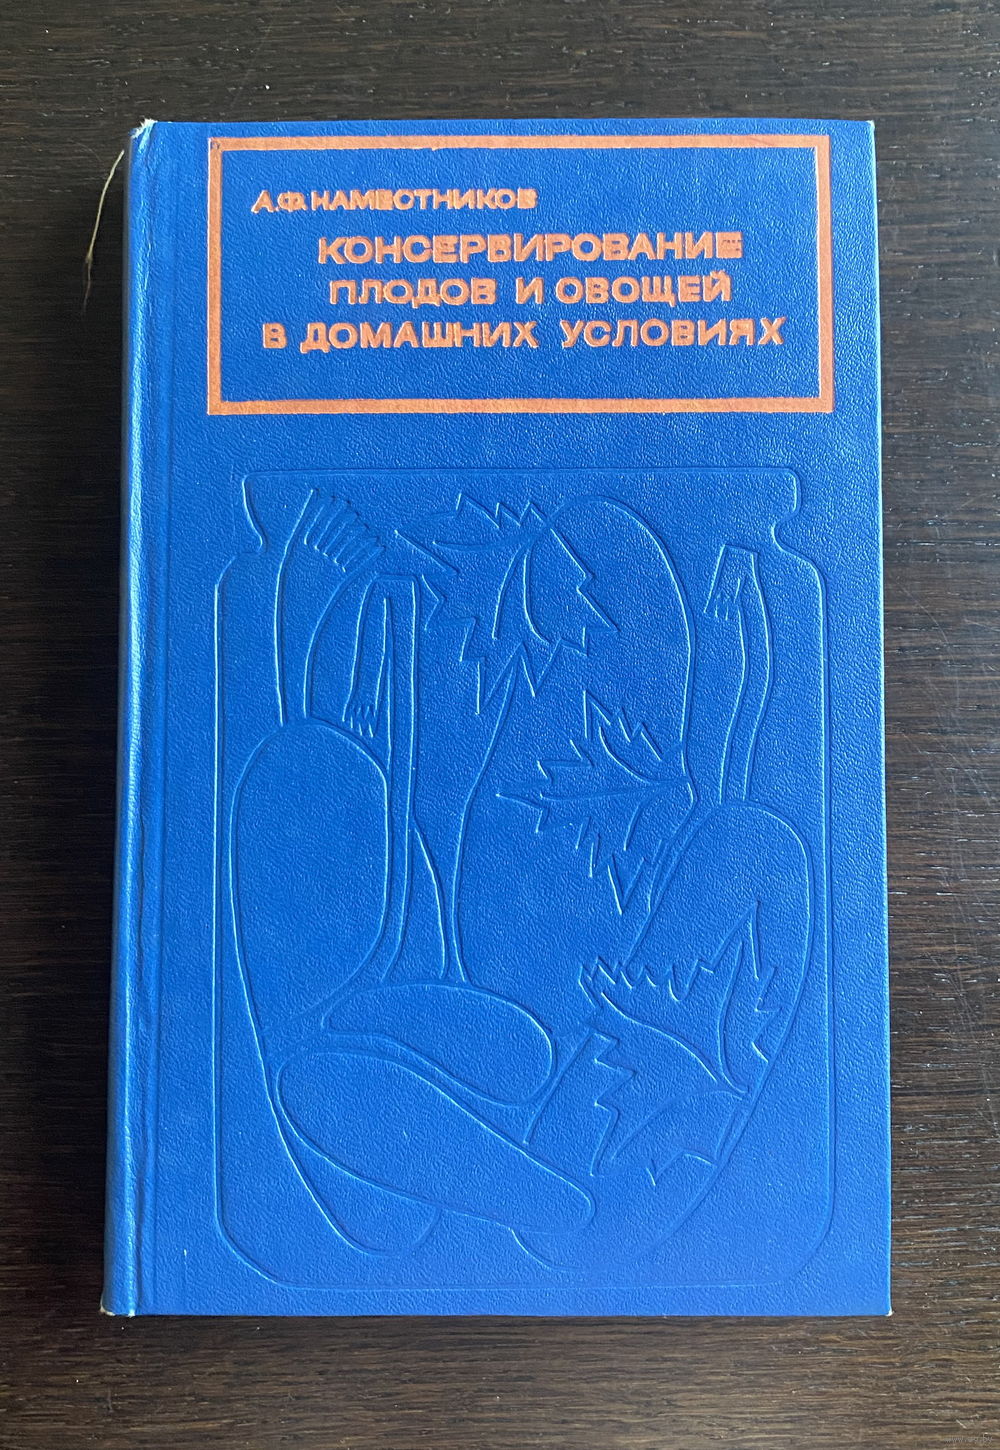 А.Ф. НАМЕСТНИКОВ
КОНСЕРВИРОВАНИЕ
ПЛОДОВ И ОВОЩЕЙ
В ДОМАШНИХ УСЛОВИЯХ